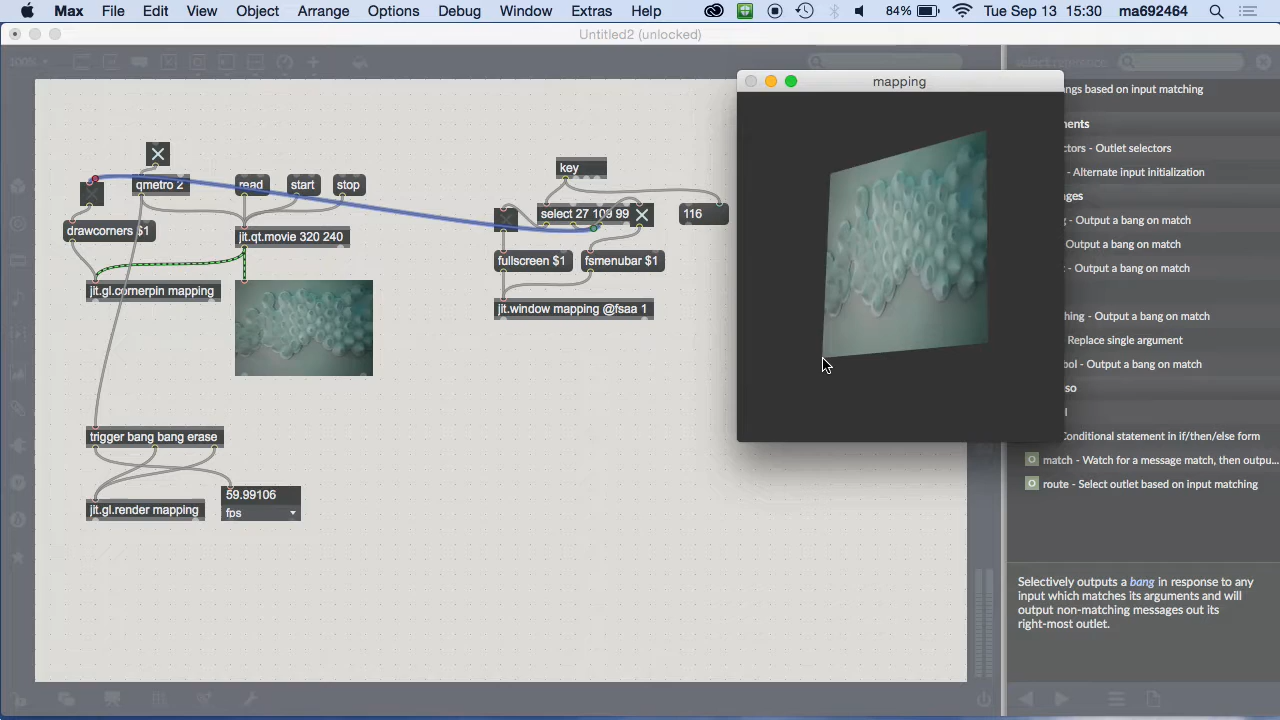 Max File Edit View Object Arrange Options Debug Window Extras Help 84% Tue Sep 13 15:30 ma692464
Untitled2 (unlocked)
100%
mapping
ngs based on input matching
ments
ctors - Outlet selectors
- Alternate input initialization
ages
g - Output a bang on match
- Output a bang on match
t - Output a bang on match
hing - Output a bang on match
Replace single argument
bol - Output a bang on match
so
l
Conditional statement in if/then/else form
match - Watch for a message match, then outpu...
route - Select outlet based on input matching
Selectively outputs a bang in response to any
input which matches its arguments and will
output non-matching messages out its
right-most outlet.
qmetro 2
read
start
stop
drawcorners $1
jit.qt.movie 320 240
jit.gl.cornerpin mapping
key
select 27 109 99
116
fullscreen $1
fsmenubar $1
jit.window mapping @fsaa 1
trigger bang bang erase
jit.gl.render mapping
59.99106
fps